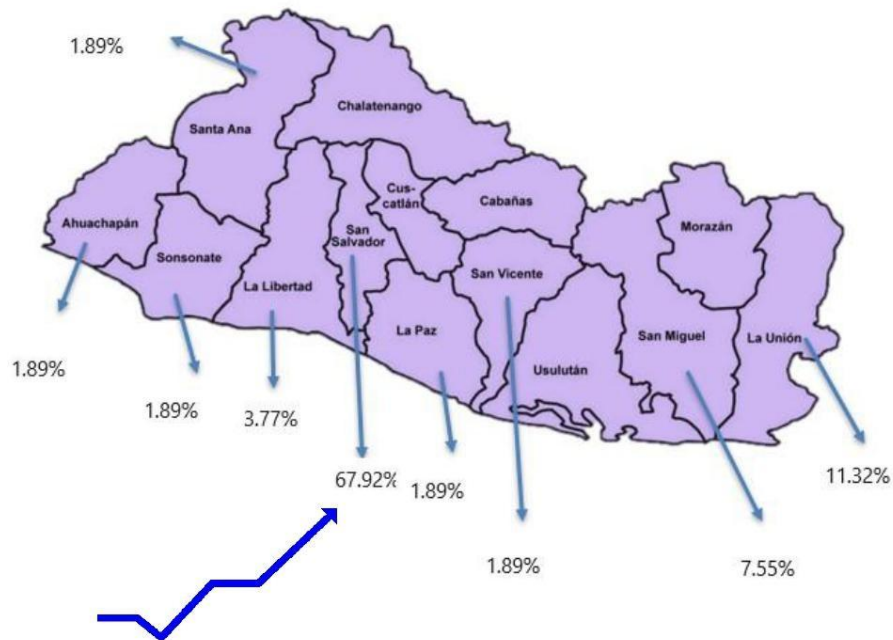 1.89%
Chalatenango
Santa Ana
Cus-
catlán
Cabañas
Ahuachapán
San
Salvador
Morazán
Sonsonate
La Libertad
San Vicente
La Paz
San Miguel
La Unión
Usulután
1.89%
1.89%
3.77%
67.92%
1.89%
11.32%
1.89%
7.55%